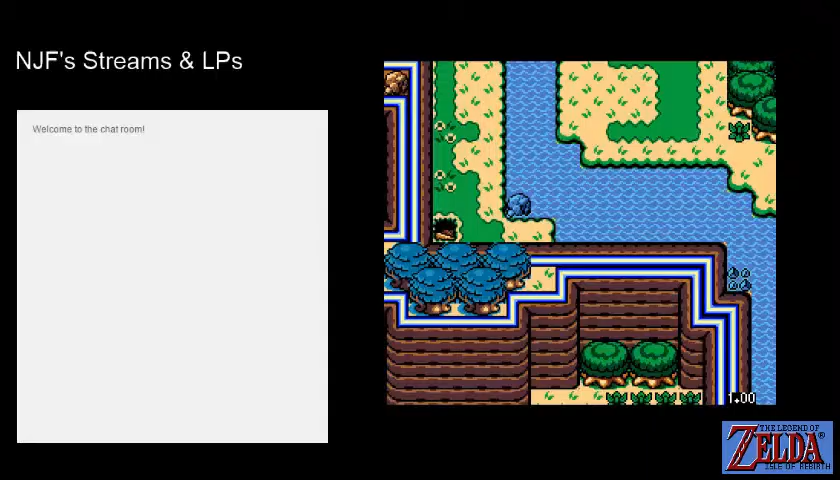 NJF's Streams & LPs
Welcome to the chat room!
1.00
THE LEGEND OF
ZELDA®
ISLE OF REBIRTH